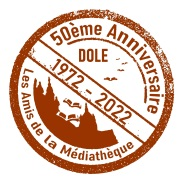 50ème Anniversaire
DOLE
1972 - 2022
Les Amis de la Médiathèque